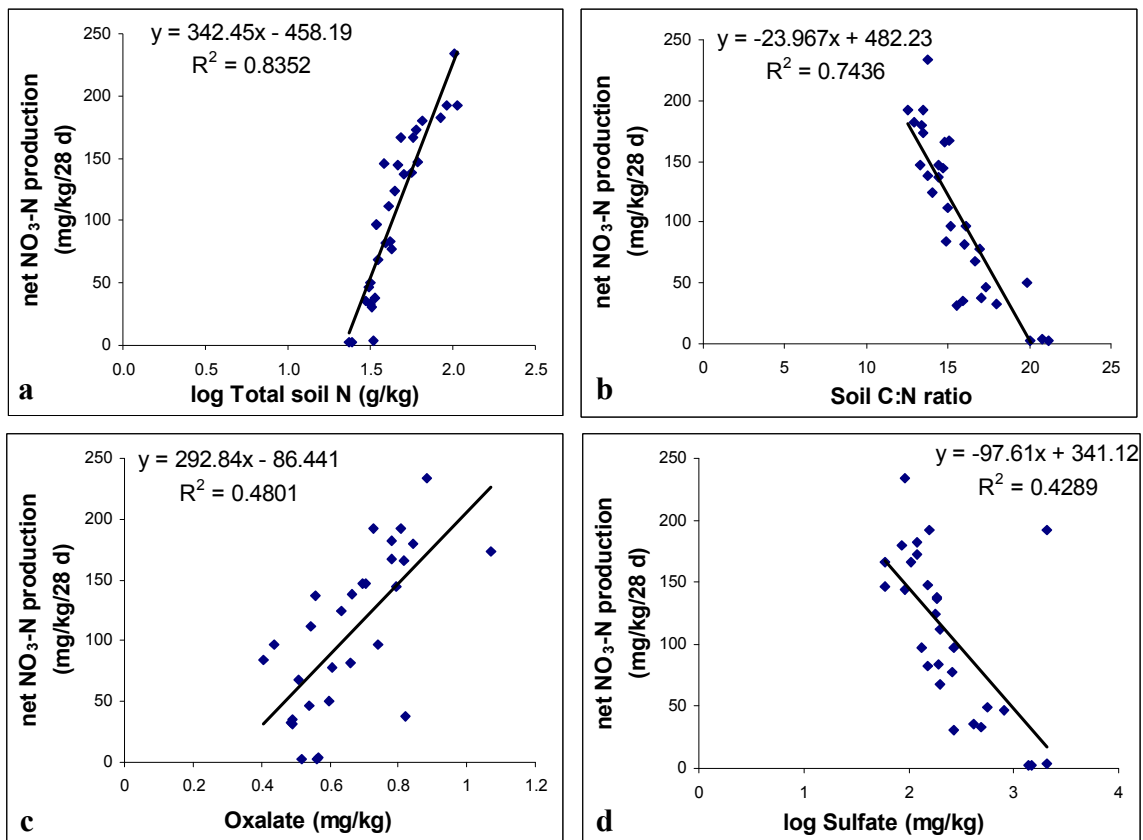 y = 342.45x - 458.19
R² = 0.8352
250
200
150
100
50
0
net NO₃-N production
(mg/kg/28 d)
0.0 0.5 1.0 1.5 2.0 2.5
a
log Total soil N (g/kg)
y = -23.967x + 482.23
R² = 0.7436
250
200
150
100
50
0
net NO₃-N production
(mg/kg/28 d)
0 5 10 15 20 25
b
Soil C:N ratio
y = 292.84x - 86.441
R² = 0.4801
250
200
150
100
50
0
net NO₃-N production
(mg/kg/28 d)
0 0.2 0.4 0.6 0.8 1 1.2
c
Oxalate (mg/kg)
y = -97.61x + 341.12
R² = 0.4289
250
200
150
100
50
0
net NO₃-N production
(mg/kg/28 d)
0 1 2 3 4
d
log Sulfate (mg/kg)